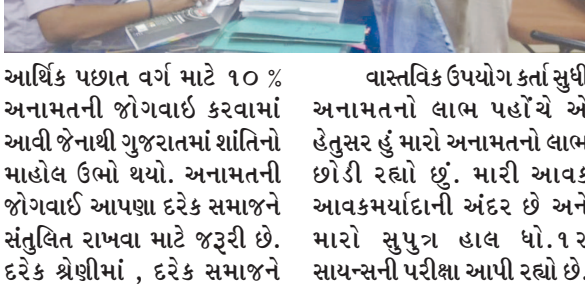 આર્થિક પછાત વર્ગ માટે ૧૦ %
અનામતની જોગવાઇ કરવામાં
આવી જેનાથી ગુજરાતમાં શાંતિનો
માહોલ ઉભો થયો. અનામતની
જોગવાઈ આપણા દરેક સમાજને
સંતુલિત રાખવા માટે જરૂરી છે.
દરેક શ્રેણીમાં , દરેક સમાજને
વાસ્તવિક ઉપયોગ કર્તા સુધી
અનામતનો લાભ પહોંચે એ
હેતુસર હું મારો અનામતનો લાભ
છોડી રહ્યો છું. મારી આવક
આવકમર્યાદાની અંદર છે અને
મારો સુપુત્ર હાલ ધો.૧૨
સાયન્સની પરીક્ષા આપી રહ્યો છે.